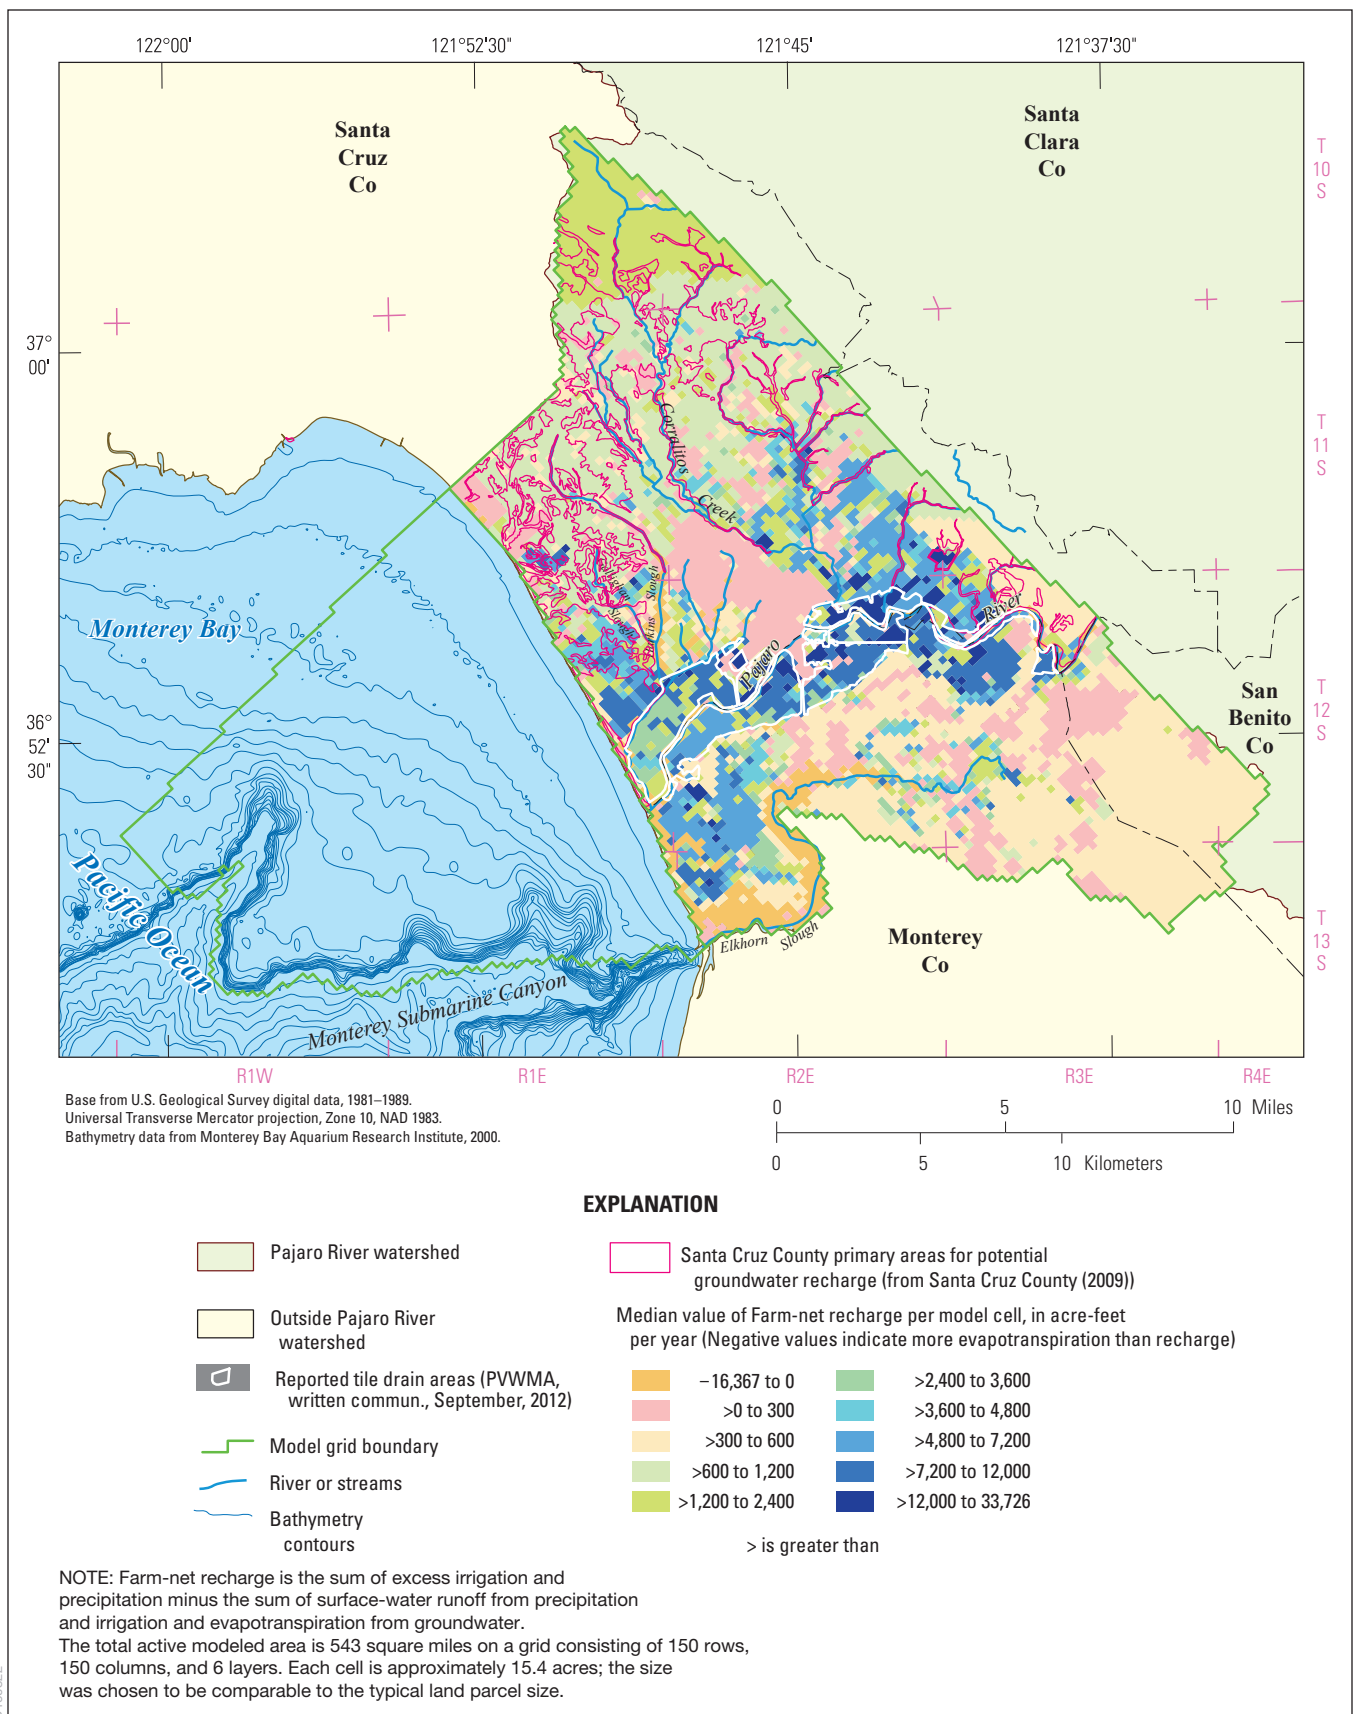 122°00'
121°52'30"
121°45'
121°37'30"
Santa
Cruz
Co
Santa
Clara
Co
T
10
S
37°
00'
T
11
S
Corralitos
Creek
Slough
Slough
Harkins
River
Pajaro
Monterey Bay
T
12
S
San
Benito
Co
36°
52'
30"
Pacific Ocean
Elkhorn Slough
Monterey
Co
T
13
S
Monterey Submarine Canyon
R1W
R1E
R2E
R3E
R4E
Base from U.S. Geological Survey digital data, 1981–1989.
Universal Transverse Mercator projection, Zone 10, NAD 1983.
Bathymetry data from Monterey Bay Aquarium Research Institute, 2000.
0 5 10 Miles
0 5 10 Kilometers
EXPLANATION
Pajaro River watershed
Outside Pajaro River
watershed
Reported tile drain areas (PVWMA,
written commun., September, 2012)
Model grid boundary
River or streams
Bathymetry
contours
Santa Cruz County primary areas for potential
groundwater recharge (from Santa Cruz County (2009))
Median value of Farm-net recharge per model cell, in acre-feet
per year (Negative values indicate more evapotranspiration than recharge)
−16,367 to 0
>0 to 300
>300 to 600
>600 to 1,200
>1,200 to 2,400
>2,400 to 3,600
>3,600 to 4,800
>4,800 to 7,200
>7,200 to 12,000
>12,000 to 33,726
> is greater than
NOTE: Farm-net recharge is the sum of excess irrigation and
precipitation minus the sum of surface-water runoff from precipitation
and irrigation and evapotranspiration from groundwater.
The total active modeled area is 543 square miles on a grid consisting of 150 rows,
150 columns, and 6 layers. Each cell is approximately 15.4 acres; the size
was chosen to be comparable to the typical land parcel size.